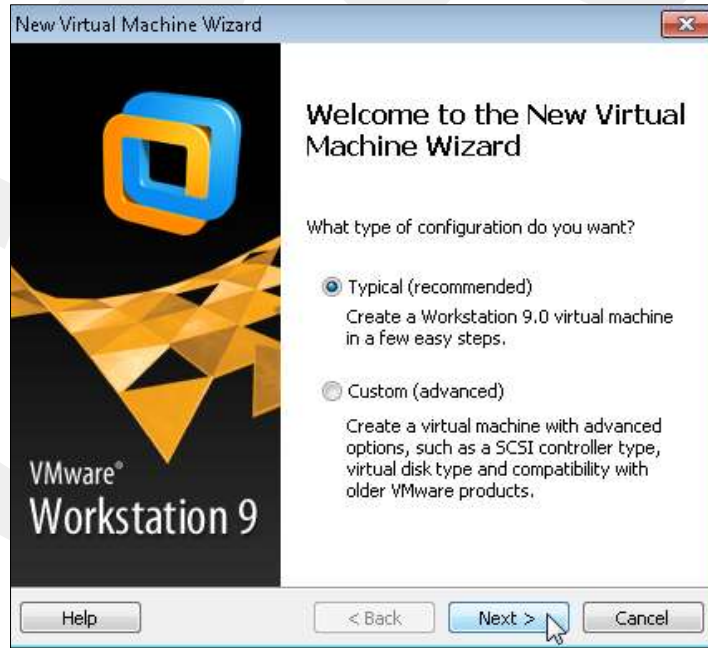 New Virtual Machine Wizard
Welcome to the New Virtual
Machine Wizard
What type of configuration do you want?
Typical (recommended)
Create a Workstation 9.0 virtual machine
in a few easy steps.
Custom (advanced)
Create a virtual machine with advanced
options, such as a SCSI controller type,
virtual disk type and compatibility with
older VMware products.
VMware®
Workstation 9
Help
< Back
Next >
Cancel